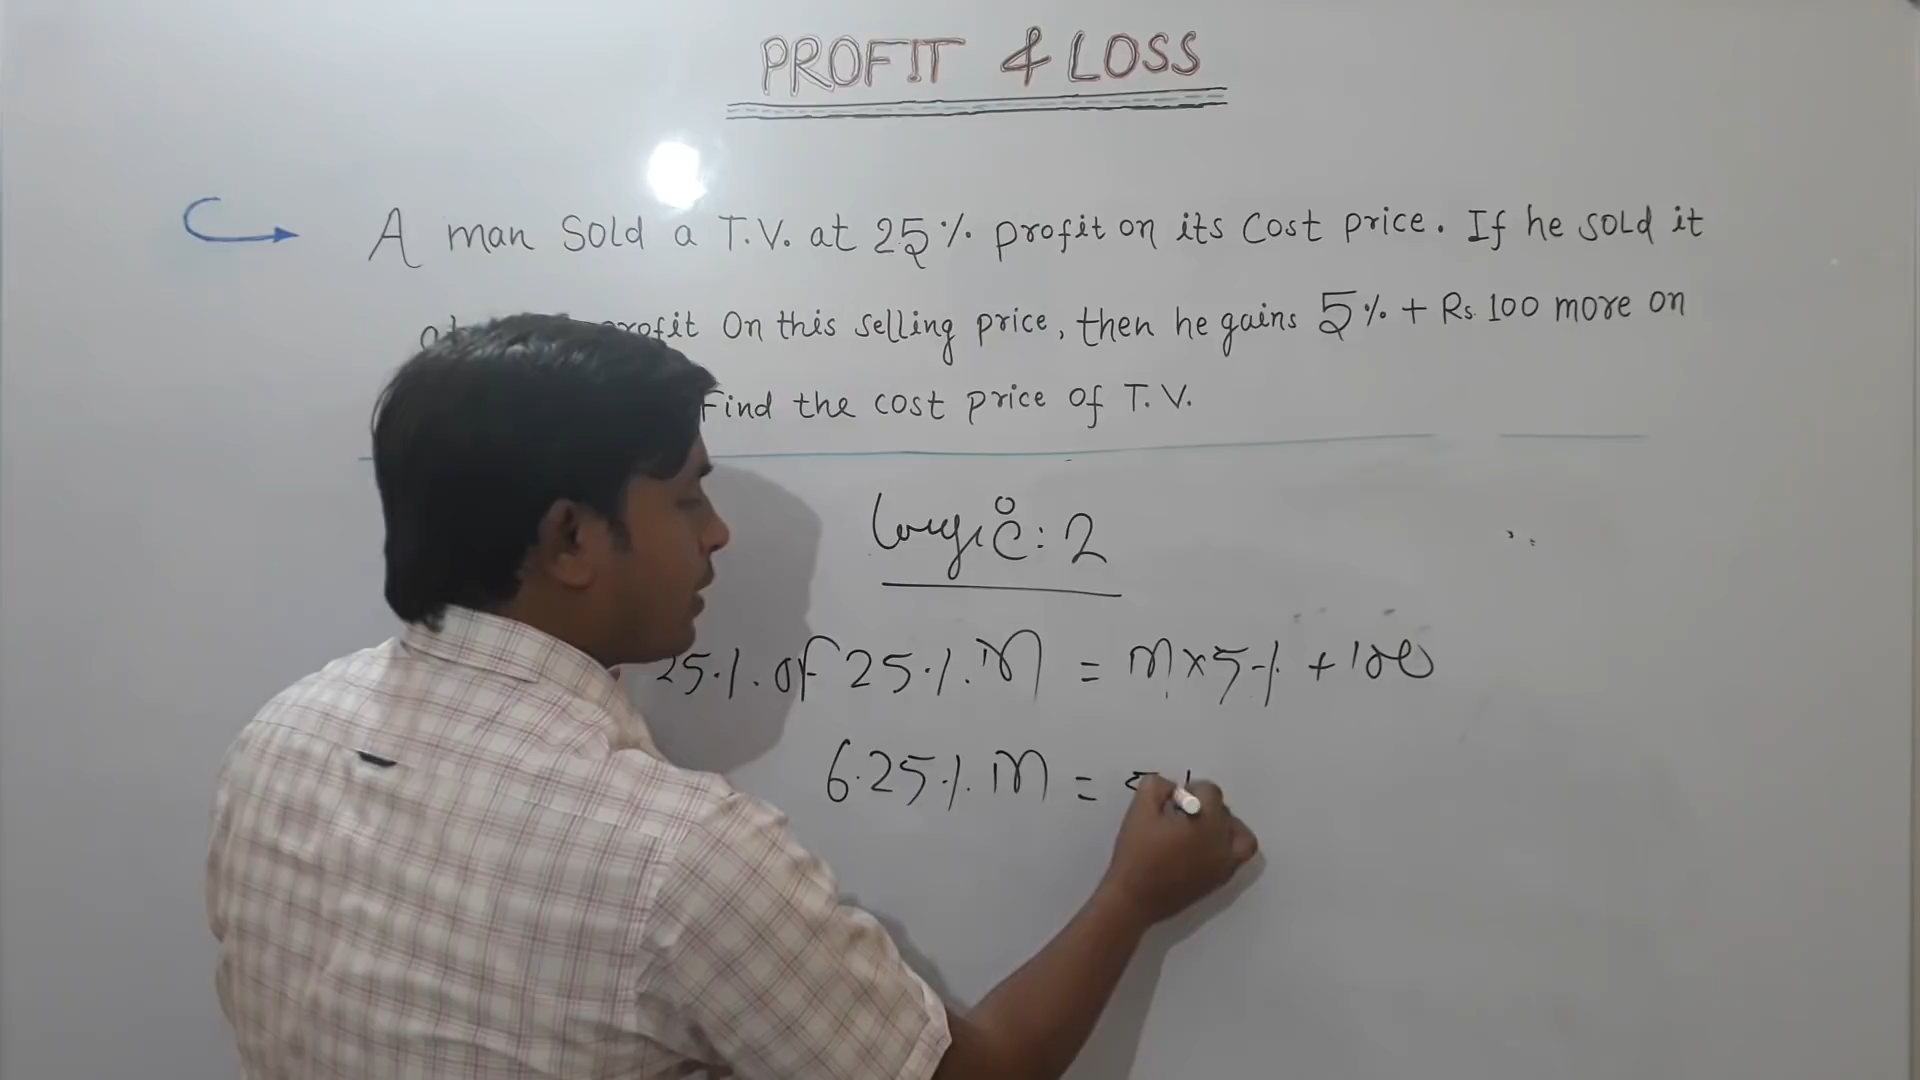 PROFIT & LOSS
A man Sold a T.V. at 25% profit on its Cost price. If he sold it
profit On this selling price, then he gains 5% + Rs. 100 more on
Find the cost price of T.V.
Logic: 2
25% of 25% M = M×5% + 100
6.25% M =